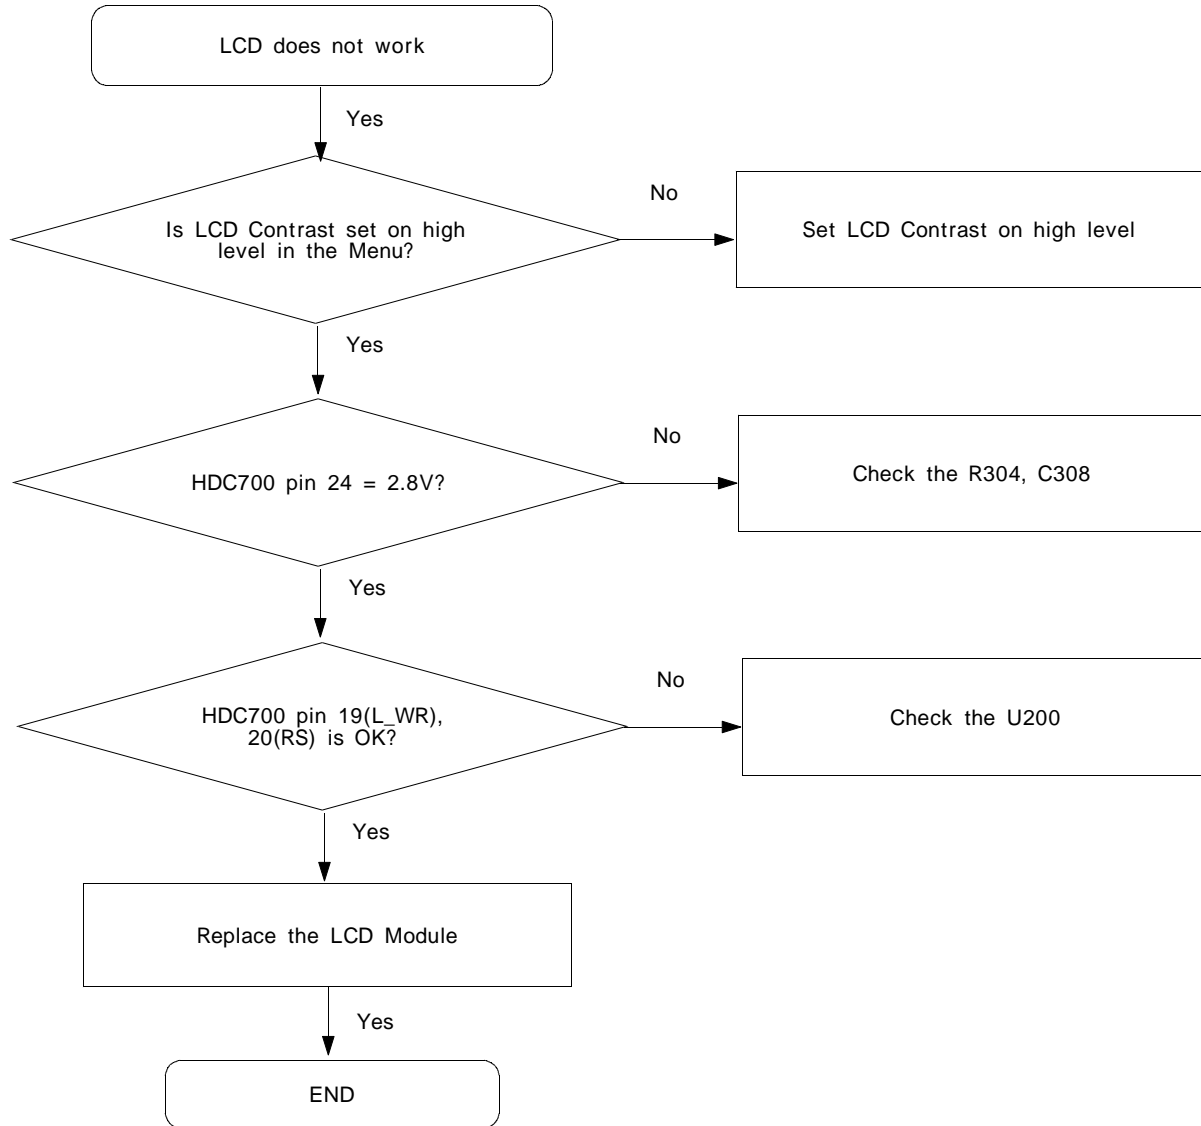 LCD does not work
Yes
Is LCD Contrast set on high
level in the Menu?
No
Set LCD Contrast on high level
Yes
HDC700 pin 24 = 2.8V?
No
Check the R304, C308
Yes
HDC700 pin 19(L_WR),
20(RS) is OK?
No
Check the U200
Yes
Replace the LCD Module
Yes
END